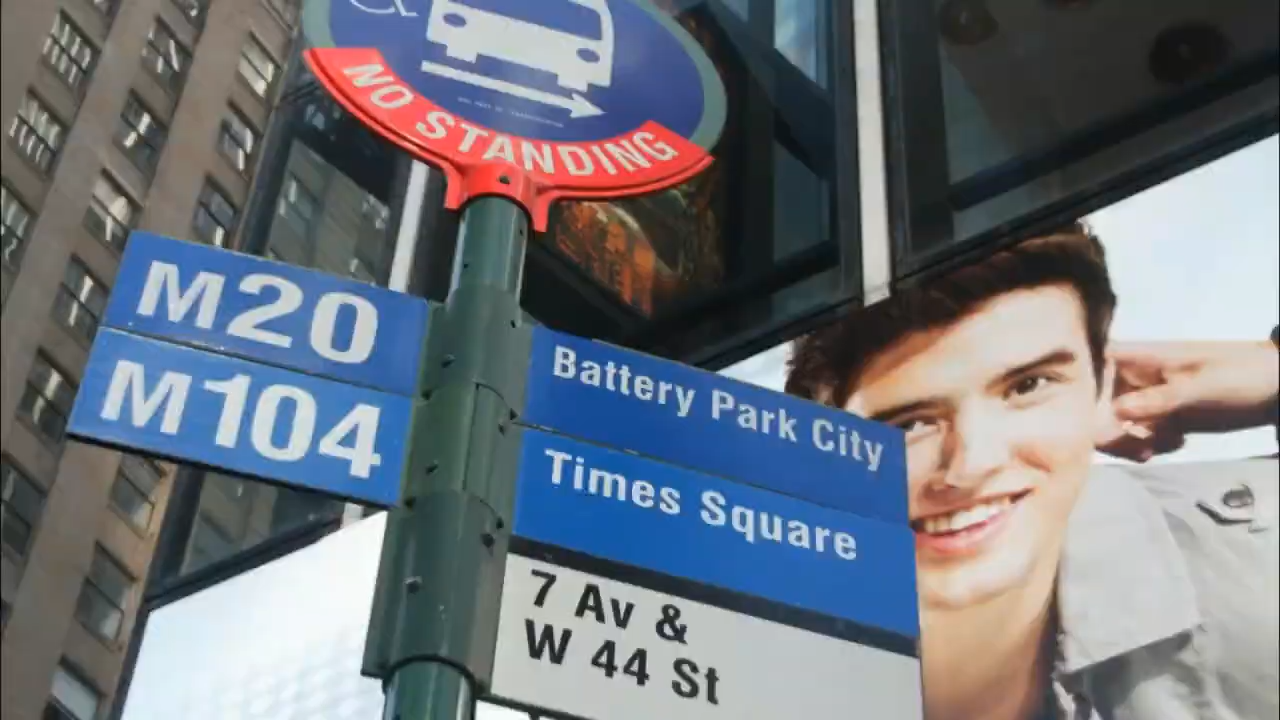 NO STANDING
M20
M104
Battery Park City
Times Square
7 Av &
W 44 St